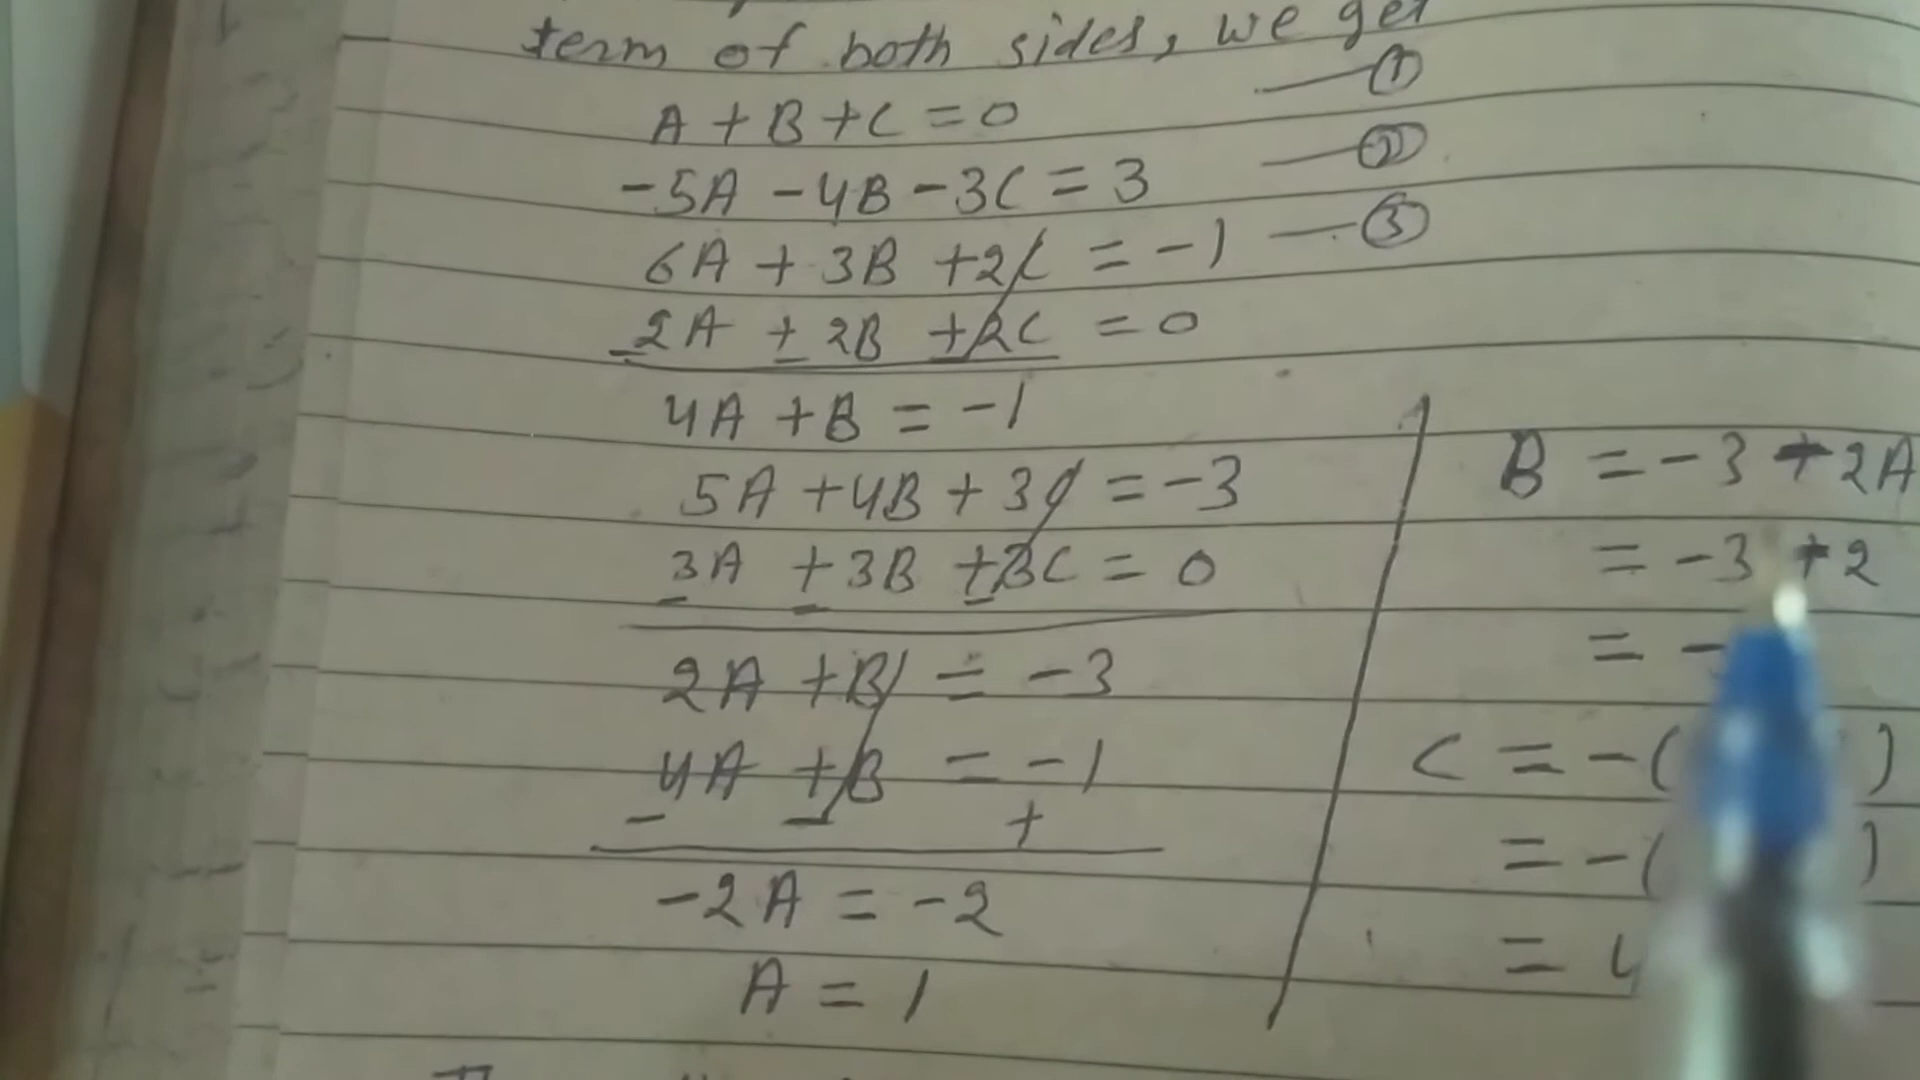 term of both sides, we get
A + B + C = 0 — ①
-5A - 4B - 3C = 3 — ②
6A + 3B + 2C = -1 — ③
2A + 2B + 2C = 0
- - -
4A + B = -1
5A + 4B + 3C = -3
3A + 3B + 3C = 0
- - -
2A + B = -3
4A + B = -1
- - +
-2A = -2
A = 1
B = -3 + 2A
= -3 + 2
= -
C = -( )
= -( )
= 4